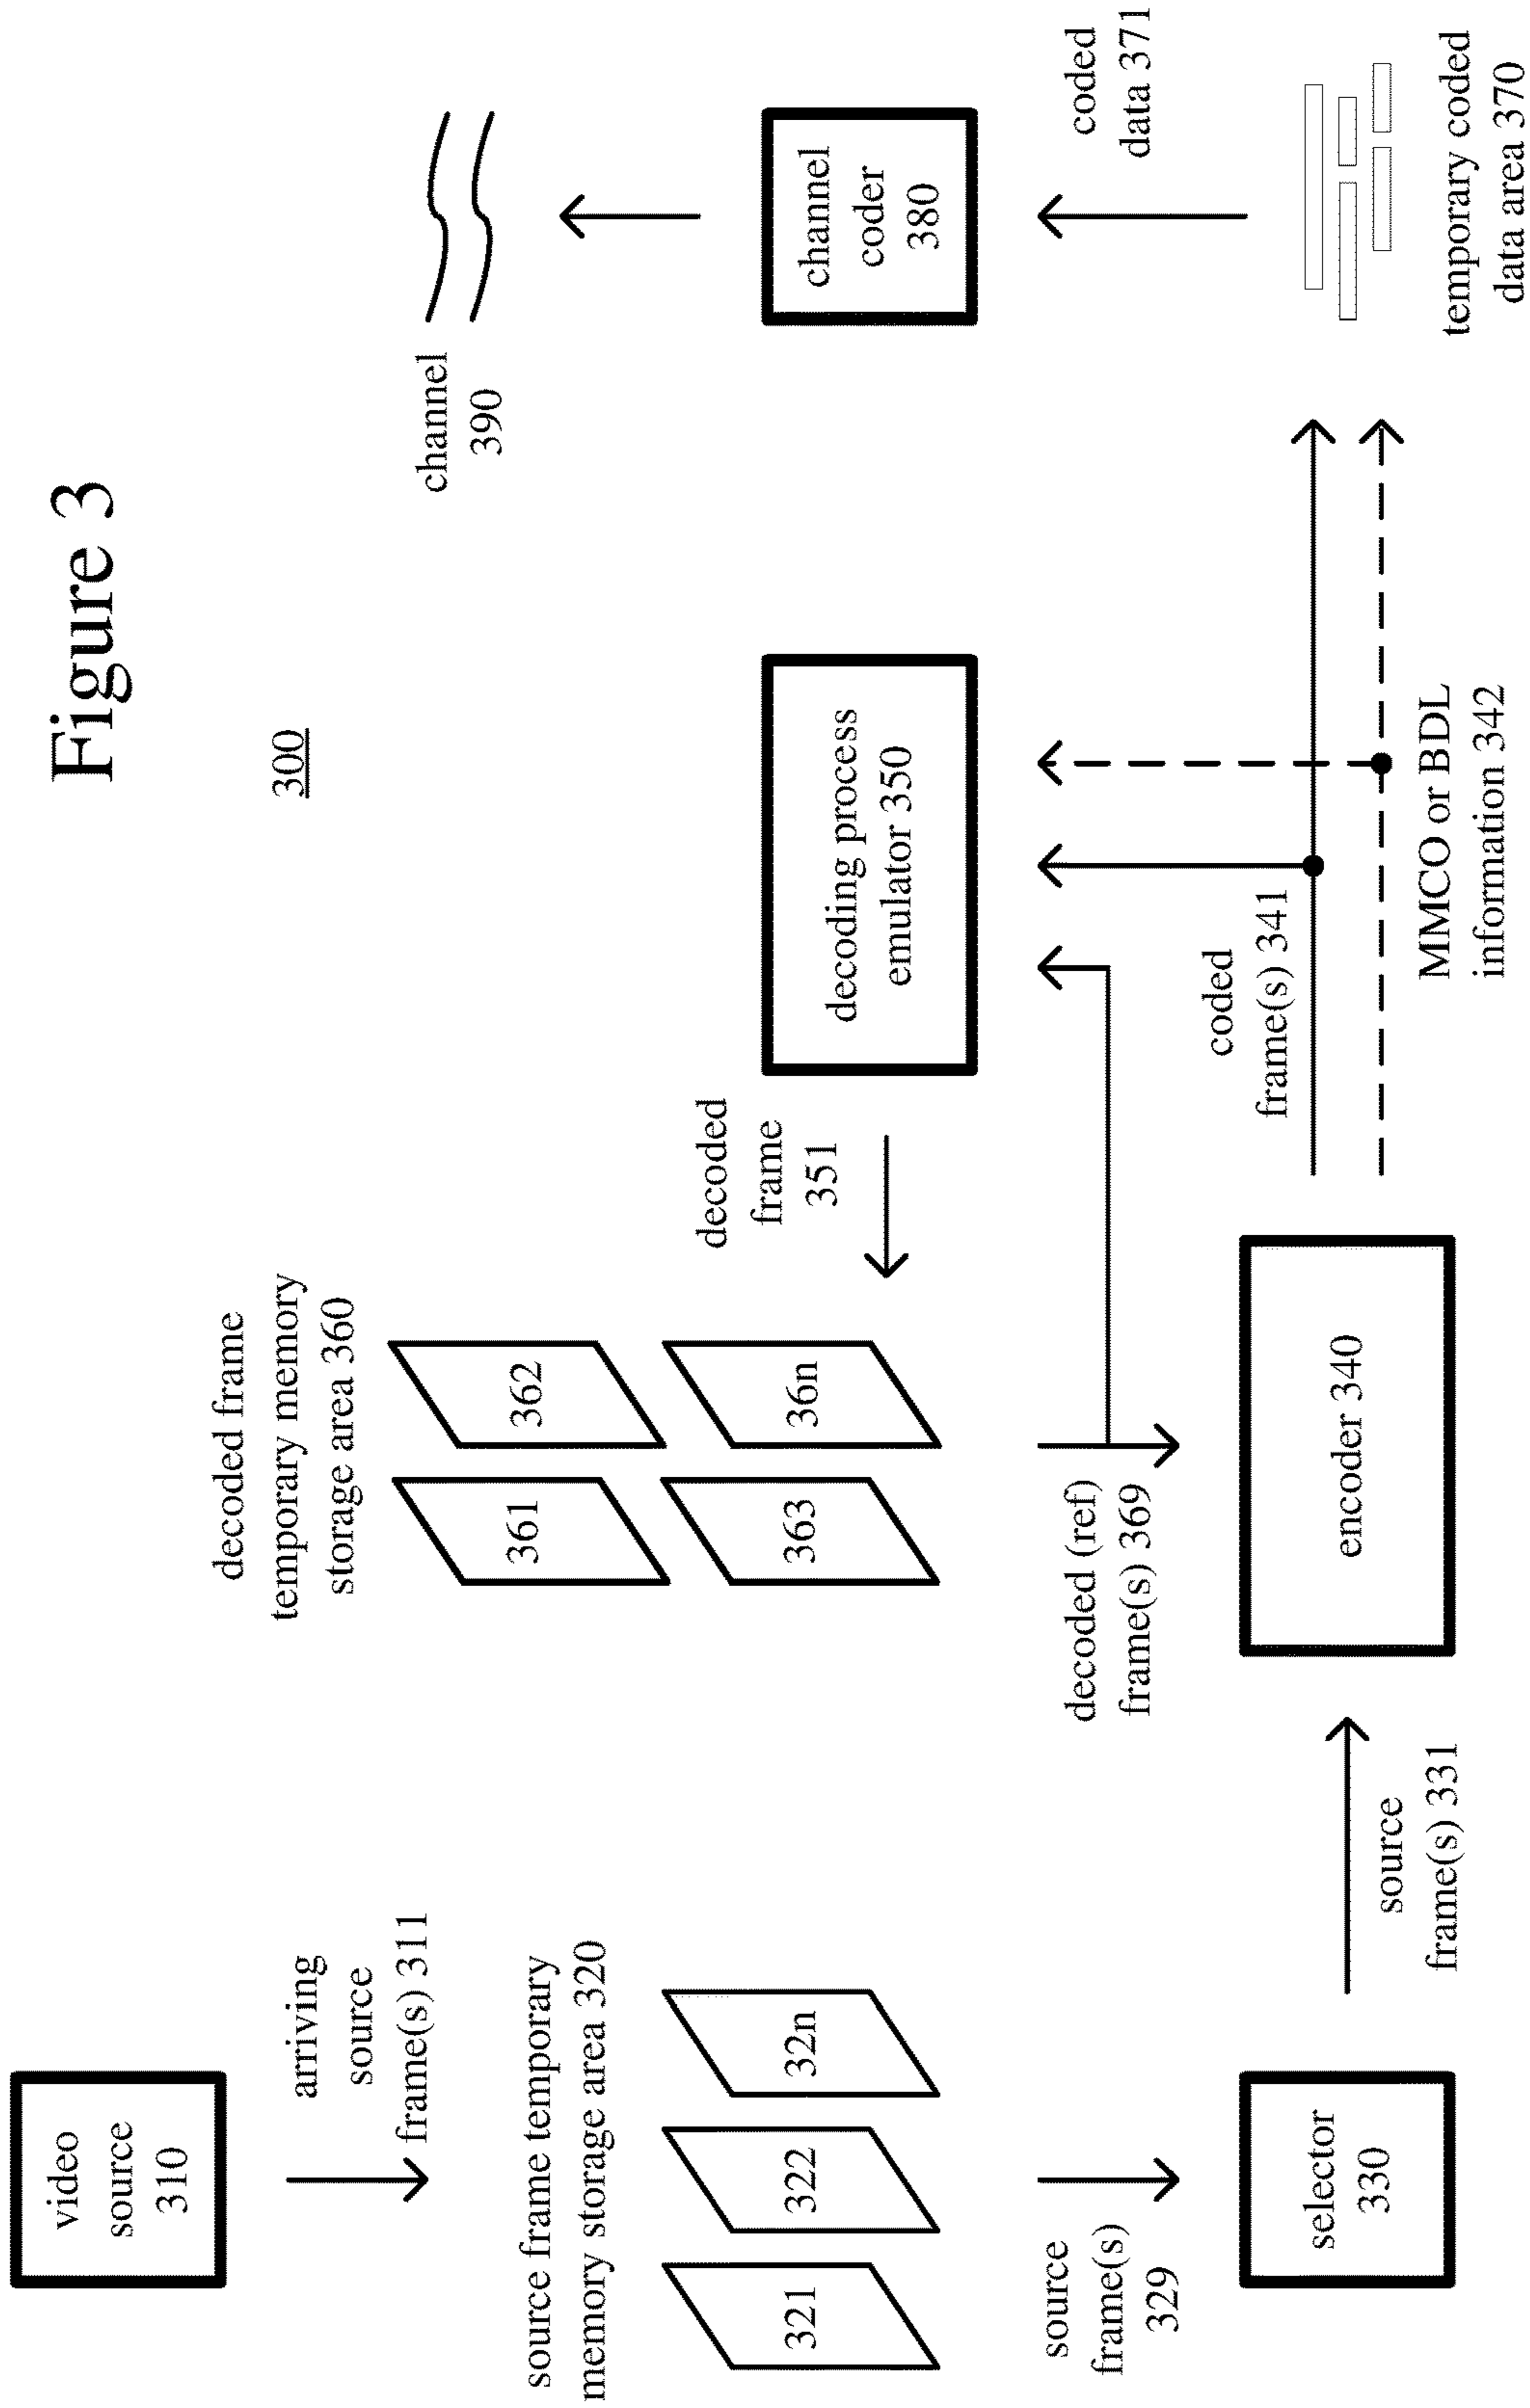 Figure 3
300
video
source
310
arriving
source
frame(s) 311
source frame temporary
memory storage area 320
321
322
32n
source
frame(s)
329
selector
330
source
frame(s) 331
decoded frame
temporary memory
storage area 360
361
362
363
36n
decoded (ref)
frame(s) 369
encoder 340
decoded
frame
351
decoding process
emulator 350
coded
frame(s) 341
MMCO or BDL
information 342
channel
390
channel
coder
380
coded
data 371
temporary coded
data area 370